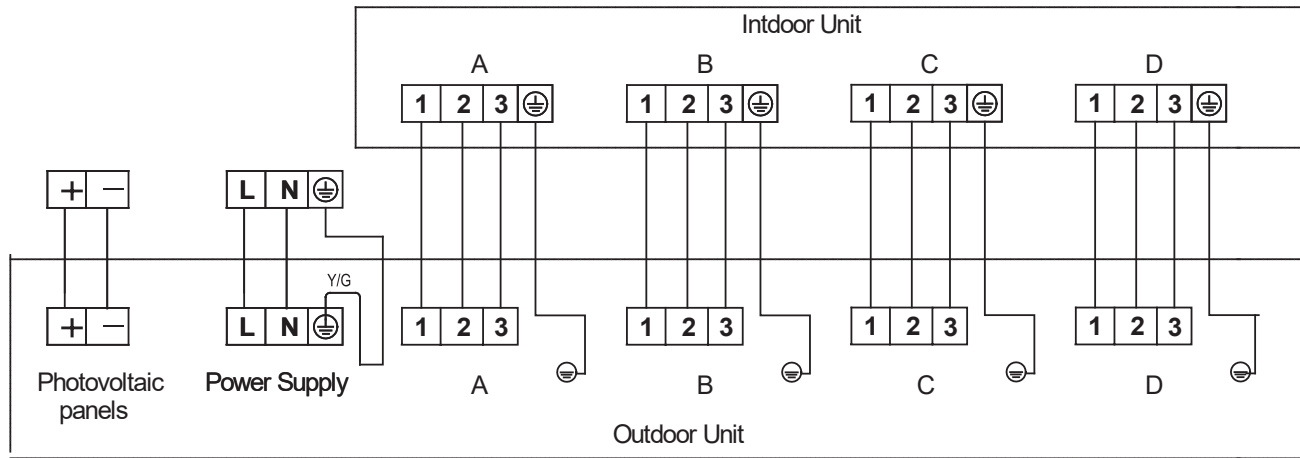 Intdoor Unit
A B C D
1 2 3 1 2 3 1 2 3 1 2 3
+ − L N
Y/G
+ − L N 1 2 3 1 2 3 1 2 3 1 2 3
Photovoltaic
panels
Power Supply
A B C D
Outdoor Unit